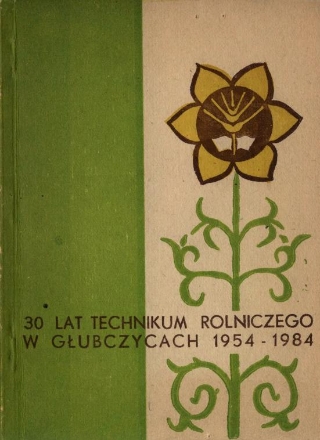 30 LAT TECHNIKUM ROLNICZEGO
W GŁUBCZYCACH 1954-1984